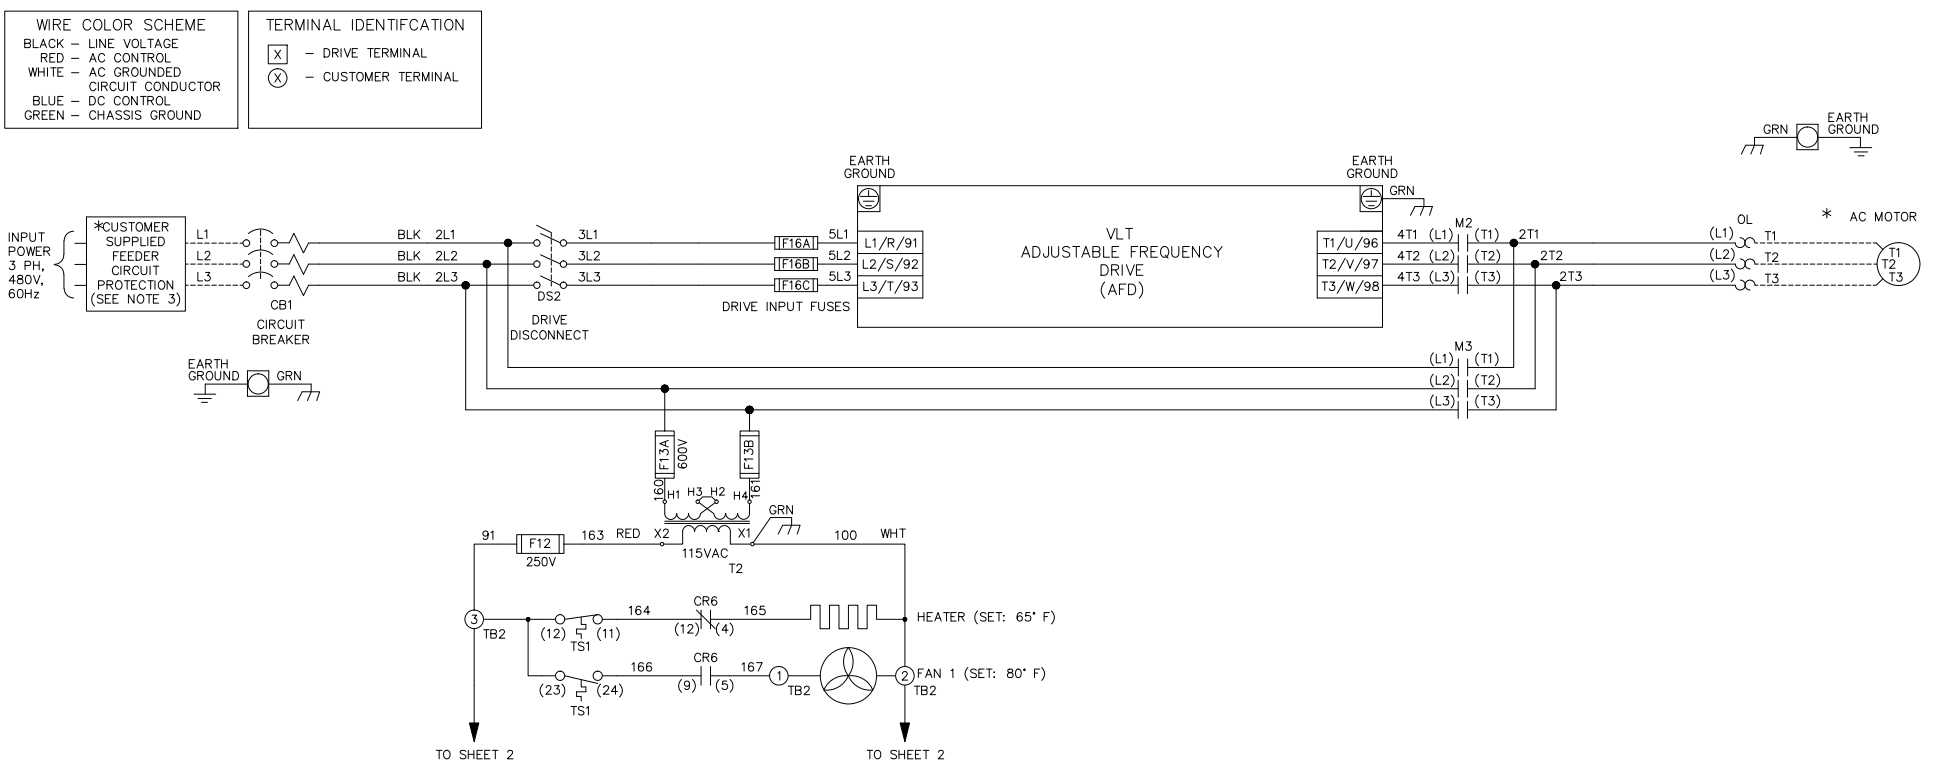 WIRE COLOR SCHEME
BLACK – LINE VOLTAGE
RED – AC CONTROL
WHITE – AC GROUNDED
CIRCUIT CONDUCTOR
BLUE – DC CONTROL
GREEN – CHASSIS GROUND
TERMINAL IDENTIFCATION
X – DRIVE TERMINAL
X – CUSTOMER TERMINAL
EARTH
GROUND
GRN
EARTH
GROUND
EARTH
GROUND
GRN
INPUT
POWER
3 PH,
480V,
60Hz
*CUSTOMER
SUPPLIED
FEEDER
CIRCUIT
PROTECTION
(SEE NOTE 3)
L1
L2
L3
CB1
CIRCUIT
BREAKER
BLK 2L1
BLK 2L2
BLK 2L3
3L1
3L2
3L3
DS2
DRIVE
DISCONNECT
F16A
F16B
F16C
DRIVE INPUT FUSES
5L1
5L2
5L3
L1/R/91
L2/S/92
L3/T/93
VLT
ADJUSTABLE FREQUENCY
DRIVE
(AFD)
T1/U/96
T2/V/97
T3/W/98
M2
4T1 (L1) (T1) 2T1
4T2 (L2) (T2) 2T2
4T3 (L3) (T3) 2T3
OL
(L1) T1
(L2) T2
(L3) T3
* AC MOTOR
T1
T2
T3
M3
(L1) (T1)
(L2) (T2)
(L3) (T3)
EARTH
GROUND
GRN
F13A
600V
F13B
160
161
H1 H3 H2 H4
GRN
91
F12
250V
163
RED
X2
X1
115VAC
T2
100
WHT
3
TB2
(12) (11)
TS1
164
CR6
(12) (4)
165
HEATER (SET: 65° F)
(23) (24)
TS1
166
CR6
(9) (5)
167
1
TB2
2
TB2
FAN 1 (SET: 80° F)
TO SHEET 2
TO SHEET 2